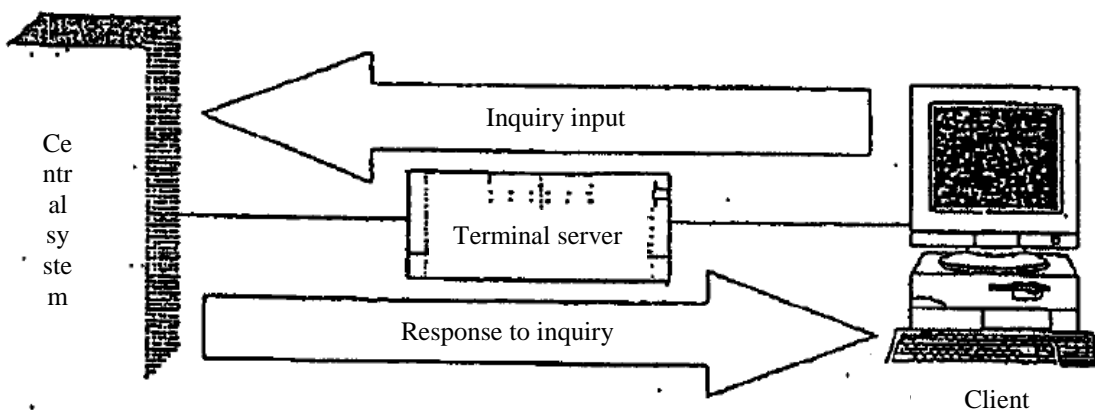 Inquiry input
Ce
ntr
al
sy
ste
m
Terminal server
Response to inquiry
Client